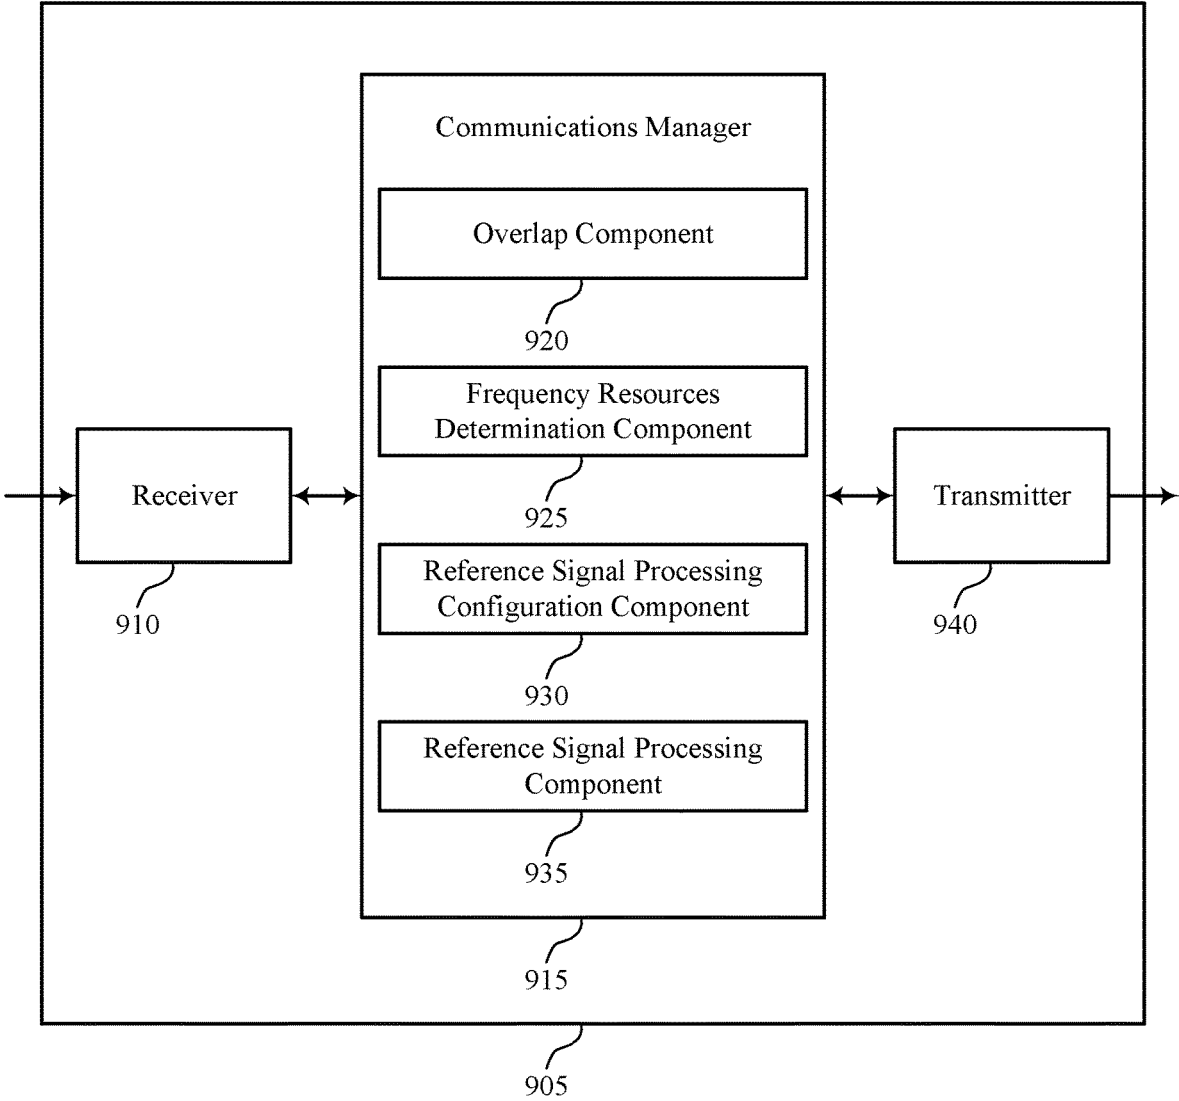 Communications Manager
Overlap Component
920
Frequency Resources
Determination Component
925
Receiver
910
Transmitter
940
Reference Signal Processing
Configuration Component
930
Reference Signal Processing
Component
935
915
905